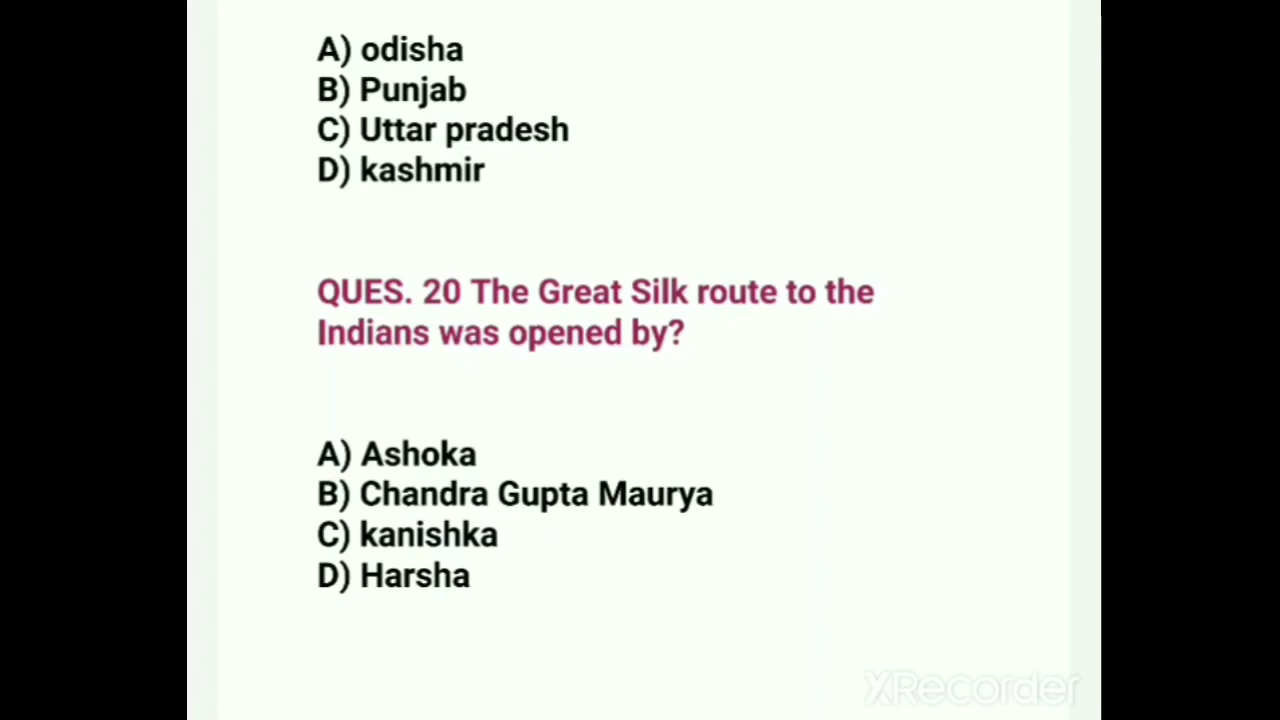 A) odisha
B) Punjab
C) Uttar pradesh
D) kashmir
QUES. 20 The Great Silk route to the
Indians was opened by?
A) Ashoka
B) Chandra Gupta Maurya
C) kanishka
D) Harsha
XRecorder